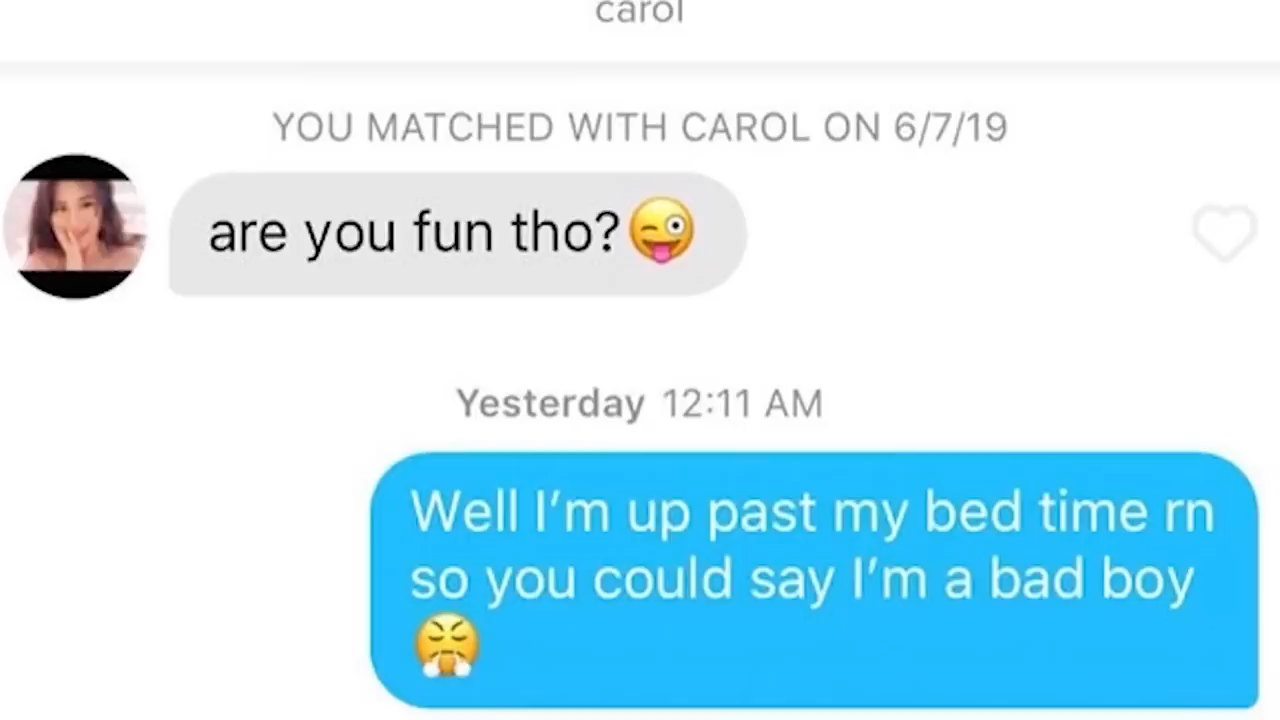 carol
YOU MATCHED WITH CAROL ON 6/7/19
are you fun tho?😜
Yesterday 12:11 AM
Well I’m up past my bed time rn
so you could say I’m a bad boy
😤